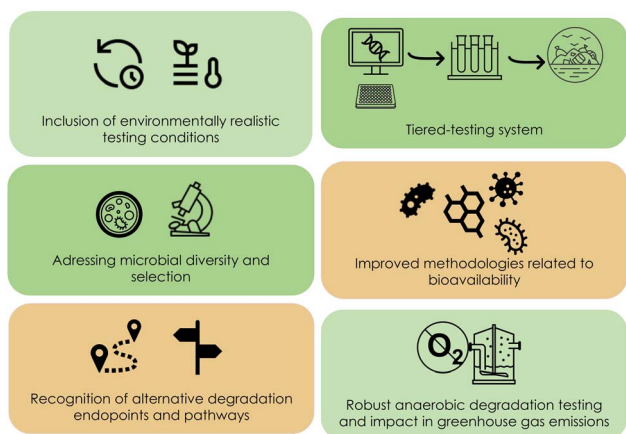 Inclusion of environmentally realistic
testing conditions
Tiered-testing system
Adressing microbial diversity and
selection
Improved methodologies related to
bioavailability
Recognition of alternative degradation
endopoints and pathways
O2
Robust anaerobic degradation testing
and impact in greenhouse gas emissions